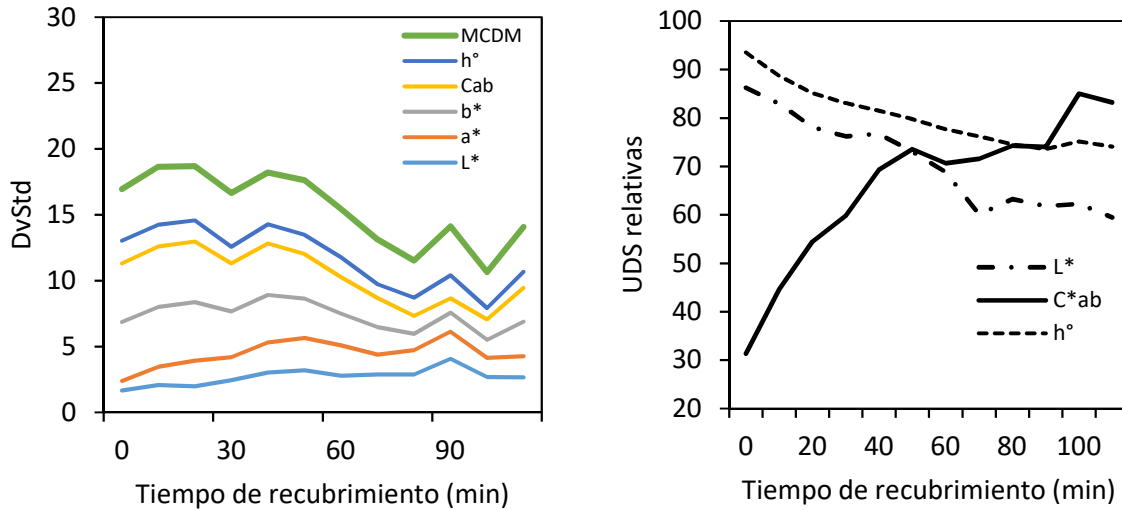 30
25
20
15
10
5
0
DvStd
MCDM
h°
Cab
b*
a*
L*
0 30 60 90
Tiempo de recubrimiento (min)
100
90
80
70
60
50
40
30
20
UDS relativas
L*
C*ab
h°
0 20 40 60 80 100
Tiempo de recubrimiento (min)